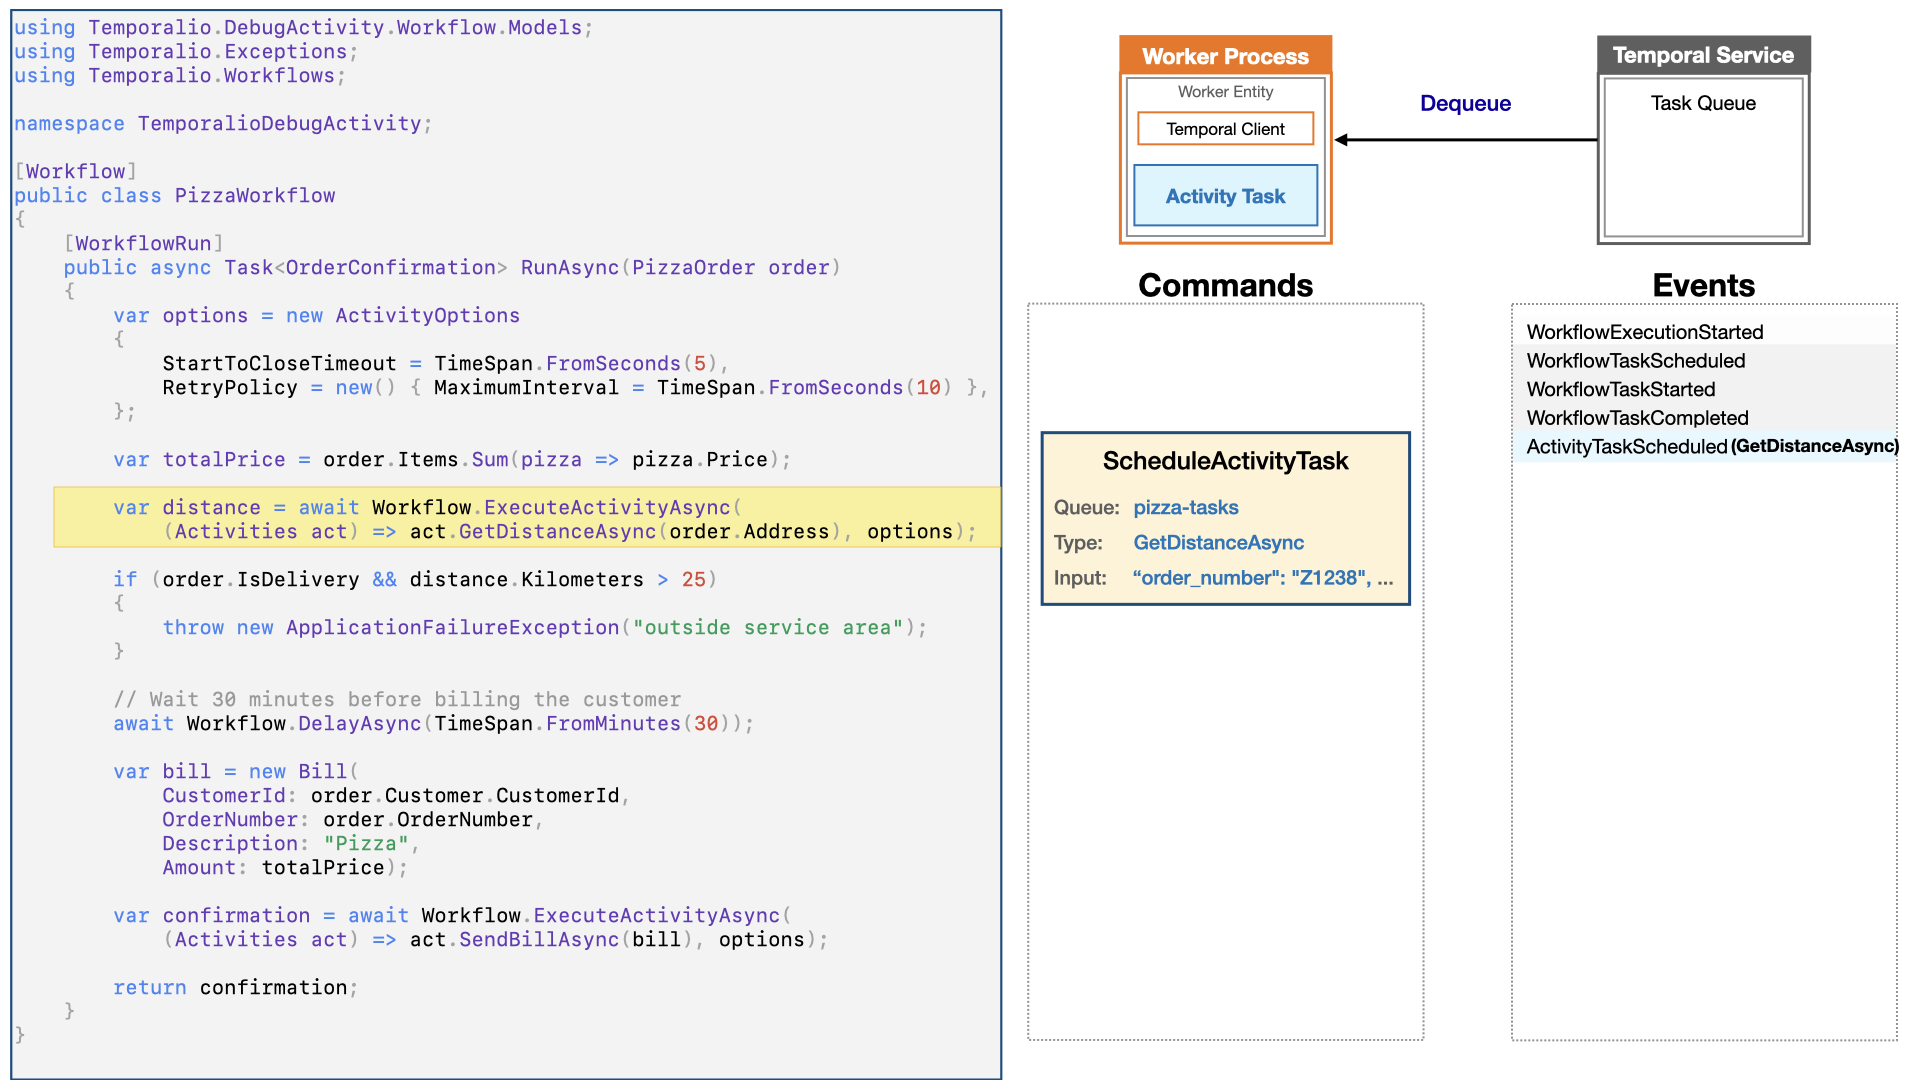 using Temporalio.DebugActivity.Workflow.Models;
using Temporalio.Exceptions;
using Temporalio.Workflows;
namespace TemporalioDebugActivity;
[Workflow]
public class PizzaWorkflow
{
[WorkflowRun]
public async Task<OrderConfirmation> RunAsync(PizzaOrder order)
{
var options = new ActivityOptions
{
StartToCloseTimeout = TimeSpan.FromSeconds(5),
RetryPolicy = new() { MaximumInterval = TimeSpan.FromSeconds(10) },
};
var totalPrice = order.Items.Sum(pizza => pizza.Price);
var distance = await Workflow.ExecuteActivityAsync(
(Activities act) => act.GetDistanceAsync(order.Address), options);
if (order.IsDelivery && distance.Kilometers > 25)
{
throw new ApplicationFailureException("outside service area");
}
// Wait 30 minutes before billing the customer
await Workflow.DelayAsync(TimeSpan.FromMinutes(30));
var bill = new Bill(
CustomerId: order.Customer.CustomerId,
OrderNumber: order.OrderNumber,
Description: "Pizza",
Amount: totalPrice);
var confirmation = await Workflow.ExecuteActivityAsync(
(Activities act) => act.SendBillAsync(bill), options);
return confirmation;
}
}
Worker Process
Worker Entity
Temporal Client
Activity Task
Dequeue
Temporal Service
Task Queue
Commands
ScheduleActivityTask
Queue: pizza-tasks
Type: GetDistanceAsync
Input: “order_number": "Z1238", ...
Events
WorkflowExecutionStarted
WorkflowTaskScheduled
WorkflowTaskStarted
WorkflowTaskCompleted
ActivityTaskScheduled (GetDistanceAsync)